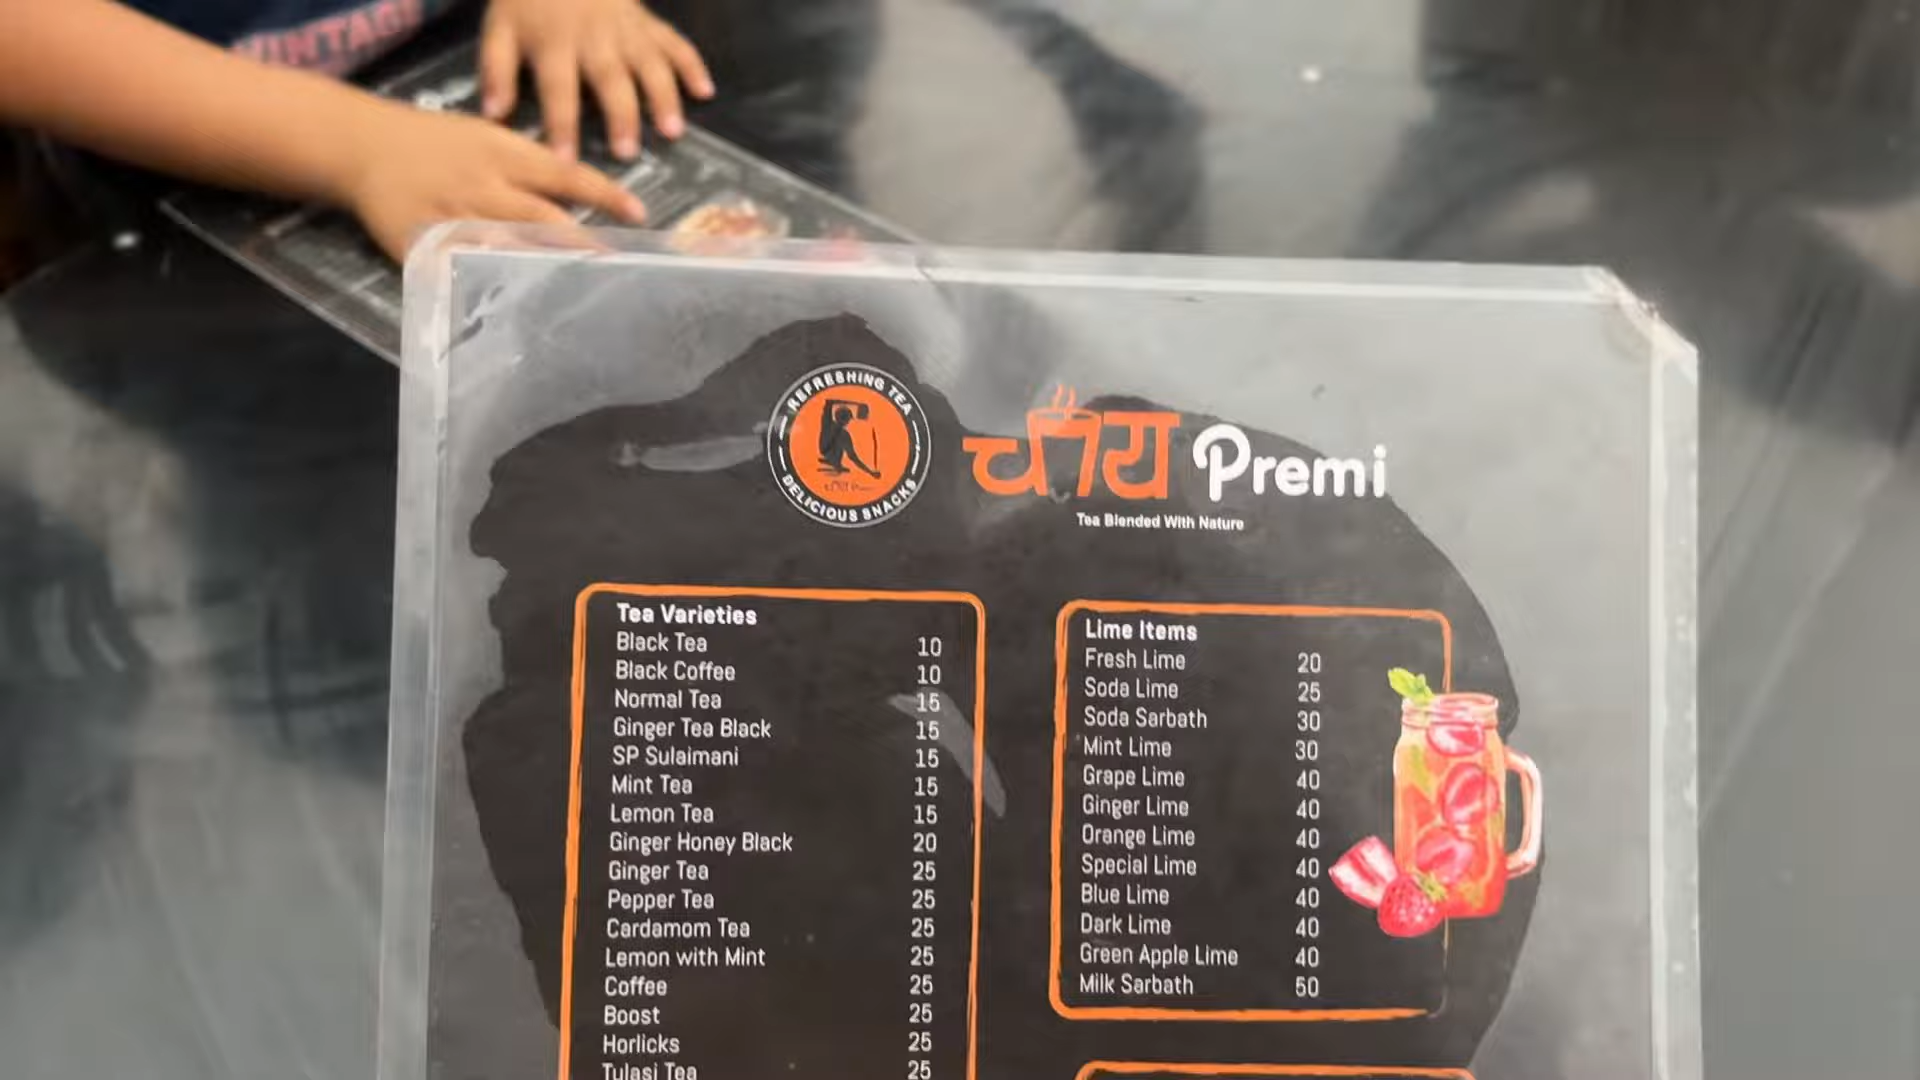 VINTAGE
REFRESHING TEA
DELICIOUS SNACKS
चाय Premi
Tea Blended With Nature
Tea Varieties
Black Tea 10
Black Coffee 10
Normal Tea 15
Ginger Tea Black 15
SP Sulaimani 15
Mint Tea 15
Lemon Tea 15
Ginger Honey Black 20
Ginger Tea 25
Pepper Tea 25
Cardamom Tea 25
Lemon with Mint 25
Coffee 25
Boost 25
Horlicks 25
Tulasi Tea 25
Lime Items
Fresh Lime 20
Soda Lime 25
Soda Sarbath 30
Mint Lime 30
Grape Lime 40
Ginger Lime 40
Orange Lime 40
Special Lime 40
Blue Lime 40
Dark Lime 40
Green Apple Lime 40
Milk Sarbath 50